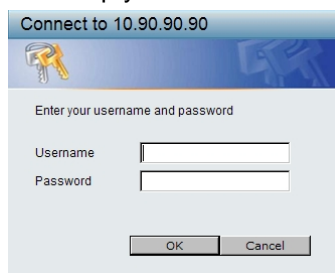 Connect to 10.90.90.90
Enter your username and password
Username
Password
OK Cancel